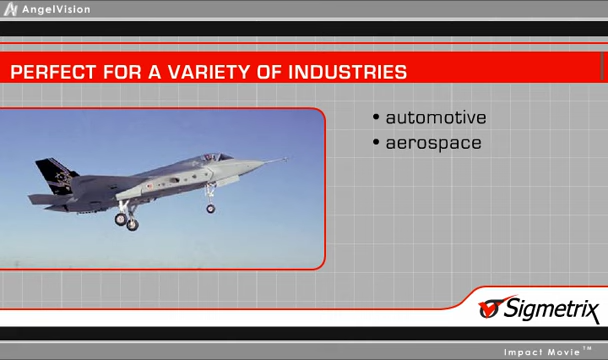 AngelVision
PERFECT FOR A VARIETY OF INDUSTRIES
• automotive
• aerospace
Sigmetrix
Impact Movie™